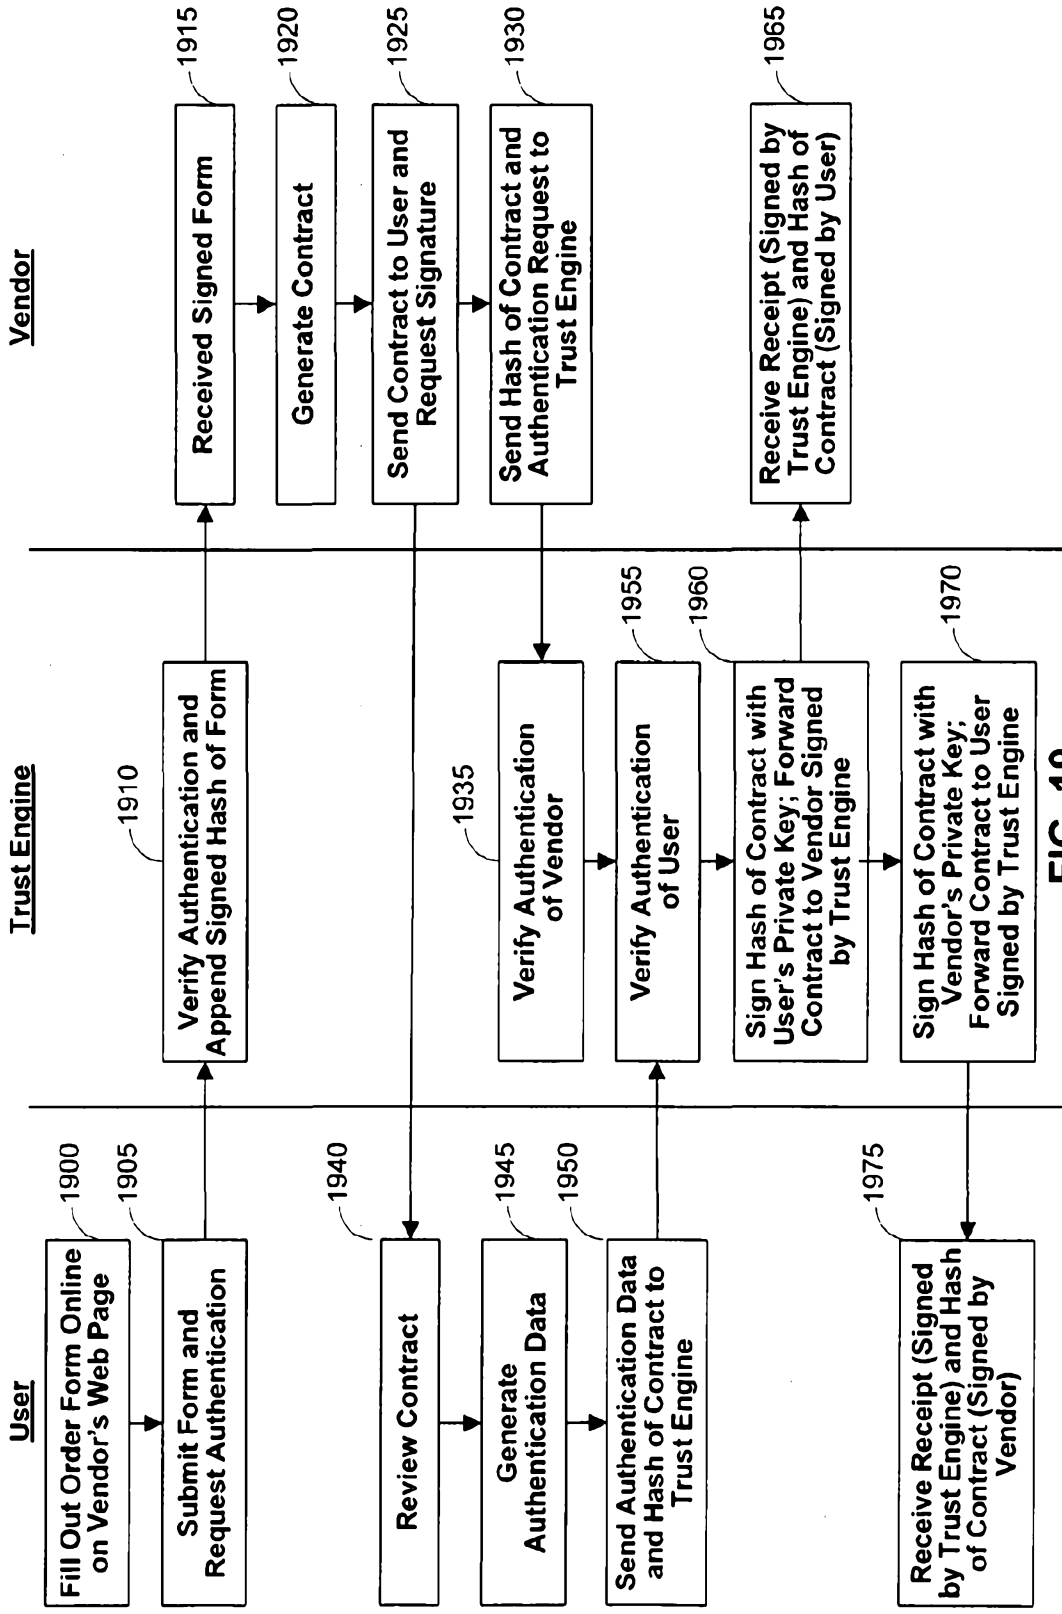 User
Trust Engine
Vendor
1900
Fill Out Order Form Online
on Vendor's Web Page
1905
Submit Form and
Request Authentication
1910
Verify Authentication and
Append Signed Hash of Form
1915
Received Signed Form
1920
Generate Contract
1925
Send Contract to User and
Request Signature
1930
Send Hash of Contract and
Authentication Request to
Trust Engine
1935
Verify Authentication
of Vendor
1940
Review Contract
1945
Generate
Authentication Data
1950
Send Authentication Data
and Hash of Contract to
Trust Engine
1955
Verify Authentication
of User
1960
Sign Hash of Contract with
User's Private Key; Forward
Contract to Vendor Signed
by Trust Engine
1965
Receive Receipt (Signed by
Trust Engine) and Hash of
Contract (Signed by User)
1970
Sign Hash of Contract with
Vendor's Private Key;
Forward Contract to User
Signed by Trust Engine
1975
Receive Receipt (Signed
by Trust Engine) and Hash
of Contract (Signed by
Vendor)
FIG.